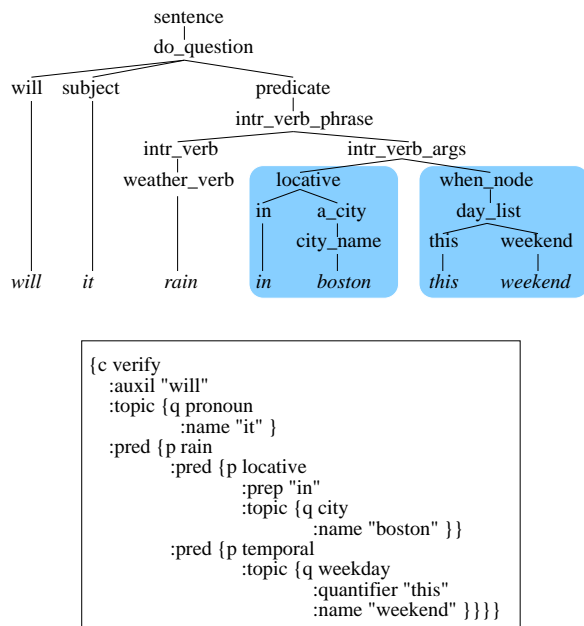 sentence
do_question
will subject predicate
intr_verb_phrase
intr_verb intr_verb_args
weather_verb locative when_node
in a_city day_list
city_name this weekend
will it rain in boston this weekend
{c verify
:auxil "will"
:topic {q pronoun
:name "it" }
:pred {p rain
:pred {p locative
:prep "in"
:topic {q city
:name "boston" }}
:pred {p temporal
:topic {q weekday
:quantifier "this"
:name "weekend" }}}}